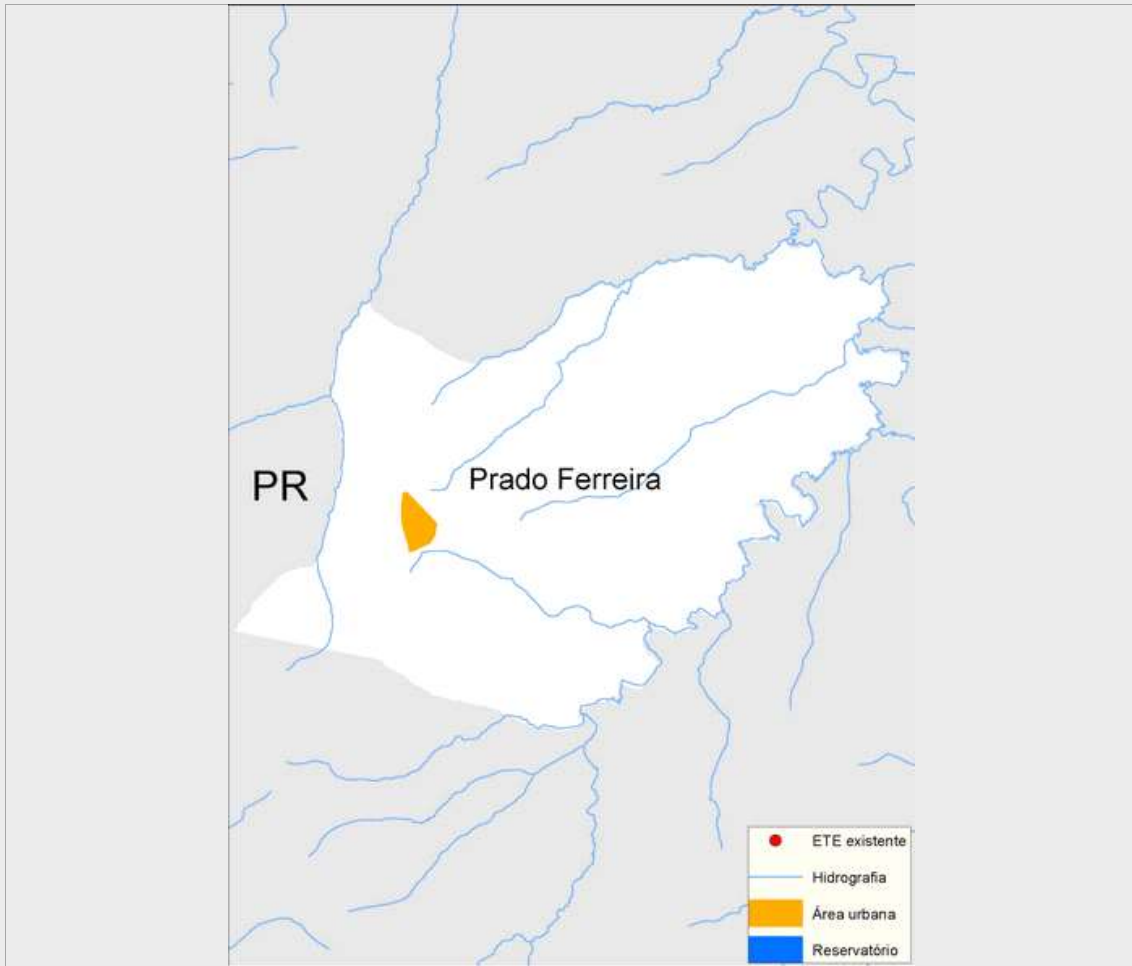 Prado Ferreira
PR
ETE existente
Hidrografia
Área urbana
Reservatório